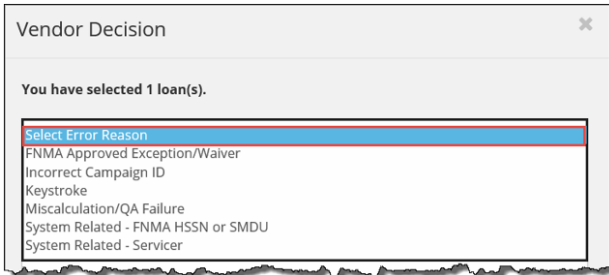 Vendor Decision
You have selected 1 loan(s).
Select Error Reason
FNMA Approved Exception/Waiver
Incorrect Campaign ID
Keystroke
Miscalculation/QA Failure
System Related - FNMA HSSN or SMDU
System Related - Servicer